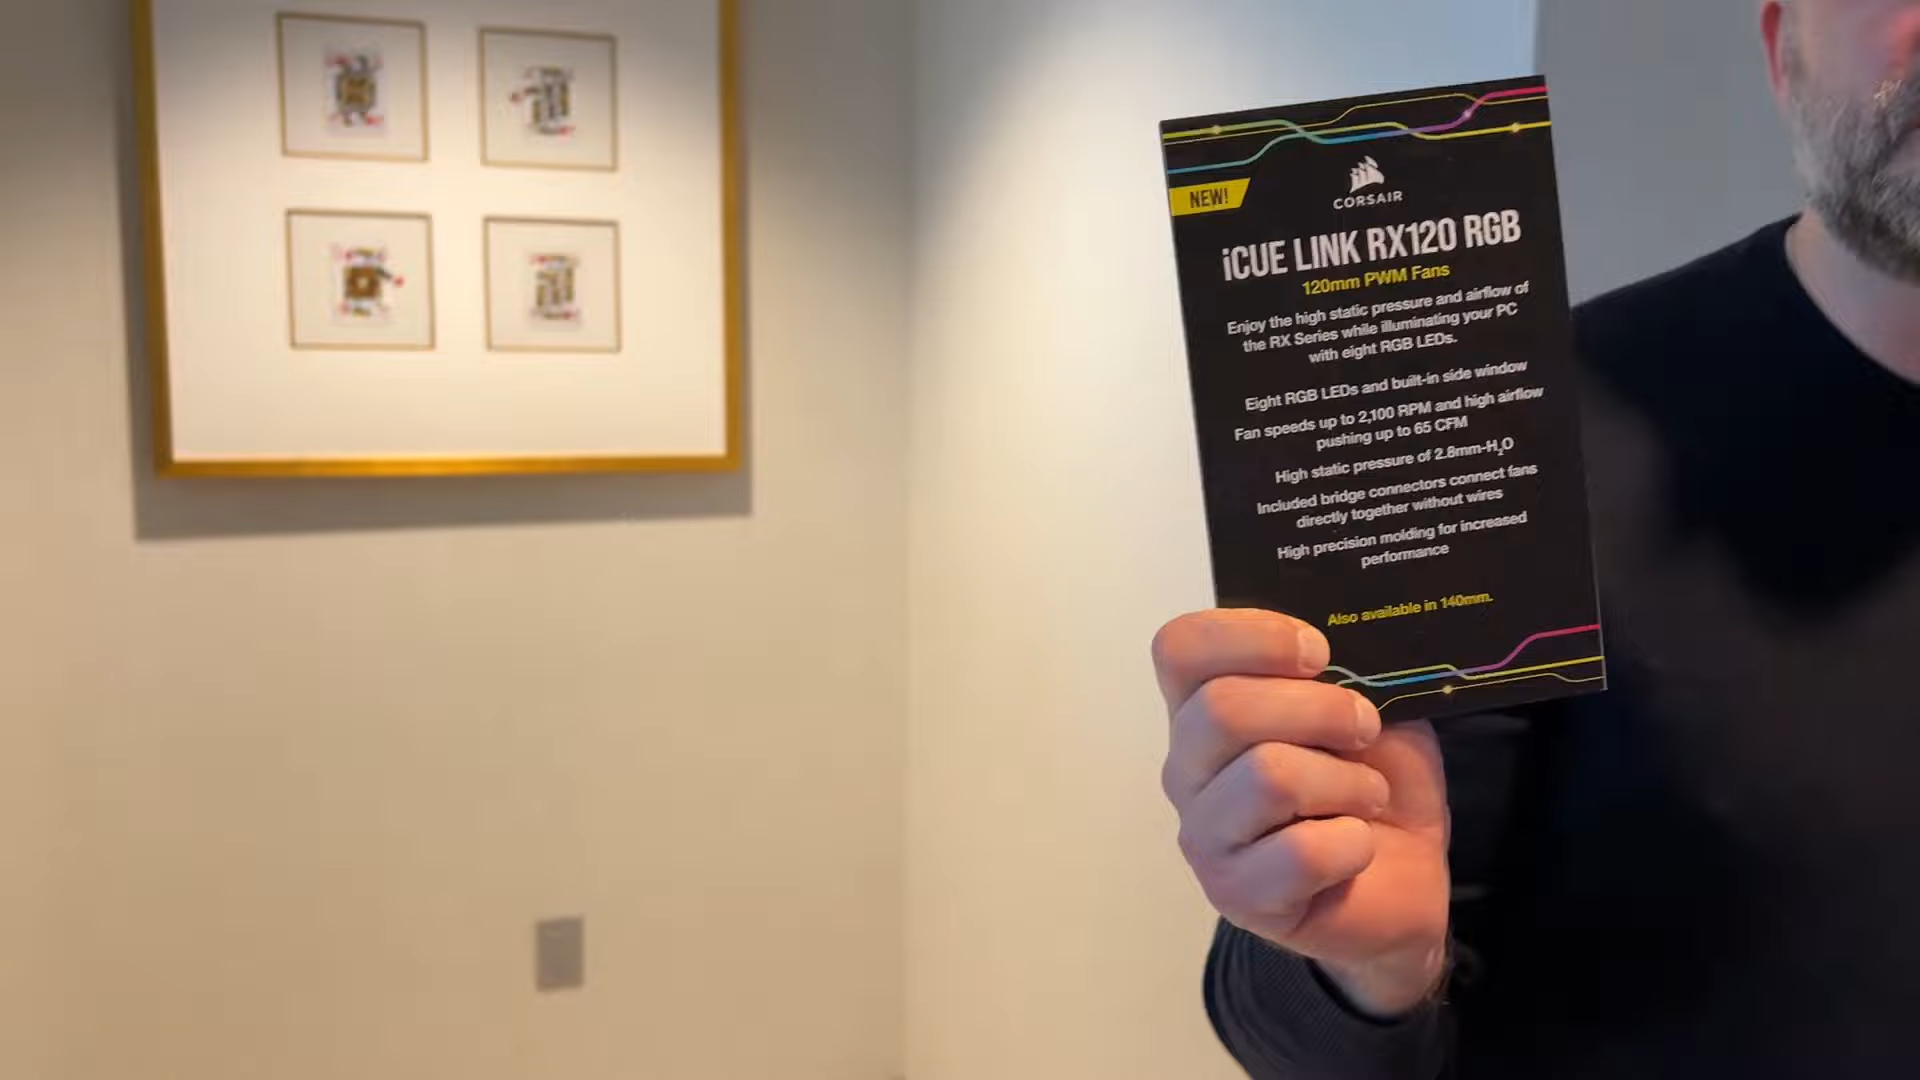 NEW!
CORSAIR
iCUE LINK RX120 RGB
120mm PWM Fans
Enjoy the high static pressure and airflow of
the RX Series while illuminating your PC
with eight RGB LEDs.
Eight RGB LEDs and built-in side window
Fan speeds up to 2,100 RPM and high airflow
pushing up to 65 CFM
High static pressure of 2.8mm-H₂O
Included bridge connectors connect fans
directly together without wires
High precision molding for increased
performance
Also available in 140mm.